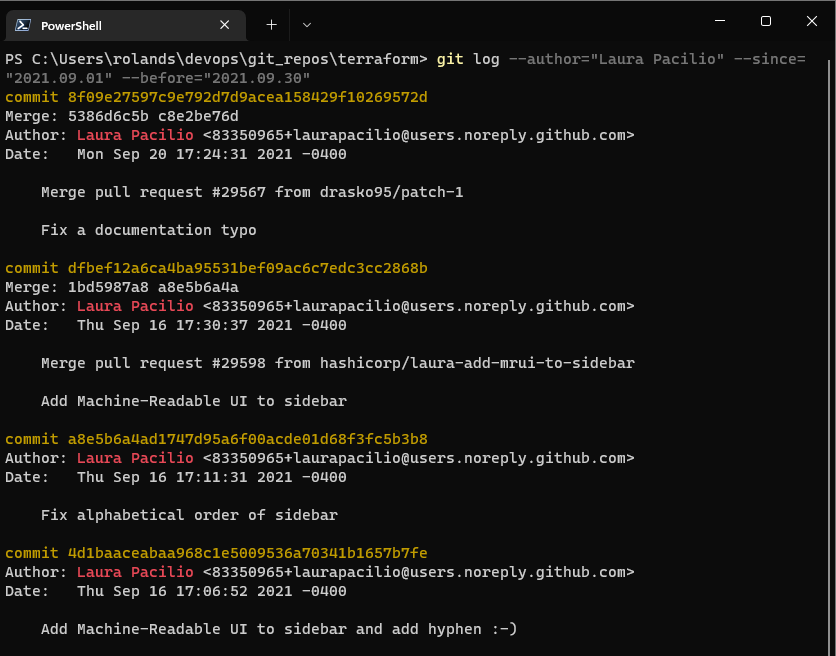 PowerShell
PS C:\Users\rolands\devops\git_repos\terraform> git log --author="Laura Pacilio" --since=
"2021.09.01" --before="2021.09.30"
commit 8f09e27597c9e792d7d9acea158429f10269572d
Merge: 5386d6c5b c8e2be76d
Author: Laura Pacilio <83350965+laurapacilio@users.noreply.github.com>
Date:   Mon Sep 20 17:24:31 2021 -0400

    Merge pull request #29567 from drasko95/patch-1

    Fix a documentation typo

commit dfbef12a6ca4ba95531bef09ac6c7edc3cc2868b
Merge: 1bd5987a8 a8e5b6a4a
Author: Laura Pacilio <83350965+laurapacilio@users.noreply.github.com>
Date:   Thu Sep 16 17:30:37 2021 -0400

    Merge pull request #29598 from hashicorp/laura-add-mrui-to-sidebar

    Add Machine-Readable UI to sidebar

commit a8e5b6a4ad1747d95a6f00acde01d68f3fc5b3b8
Author: Laura Pacilio <83350965+laurapacilio@users.noreply.github.com>
Date:   Thu Sep 16 17:11:31 2021 -0400

    Fix alphabetical order of sidebar

commit 4d1baaceabaa968c1e5009536a70341b1657b7fe
Author: Laura Pacilio <83350965+laurapacilio@users.noreply.github.com>
Date:   Thu Sep 16 17:06:52 2021 -0400

    Add Machine-Readable UI to sidebar and add hyphen :-)